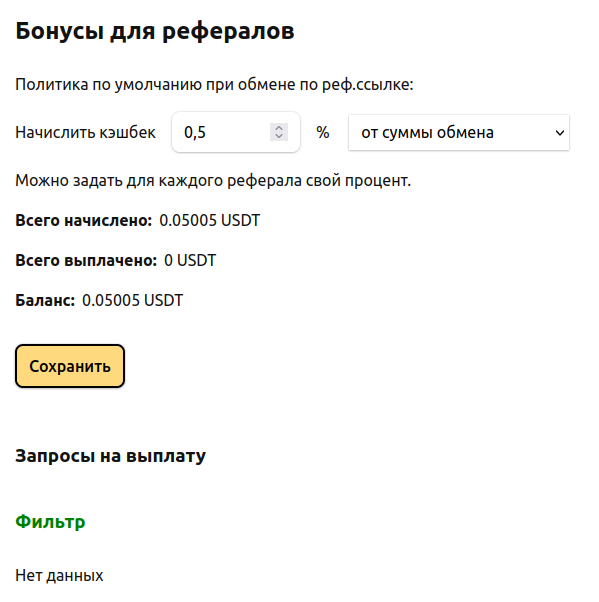 Бонусы для рефералов
Политика по умолчанию при обмене по реф.ссылке:
Начислить кэшбек 0,5 % от суммы обмена
Можно задать для каждого реферала свой процент.
Всего начислено: 0.05005 USDT
Всего выплачено: 0 USDT
Баланс: 0.05005 USDT
Сохранить
Запросы на выплату
Фильтр
Нет данных